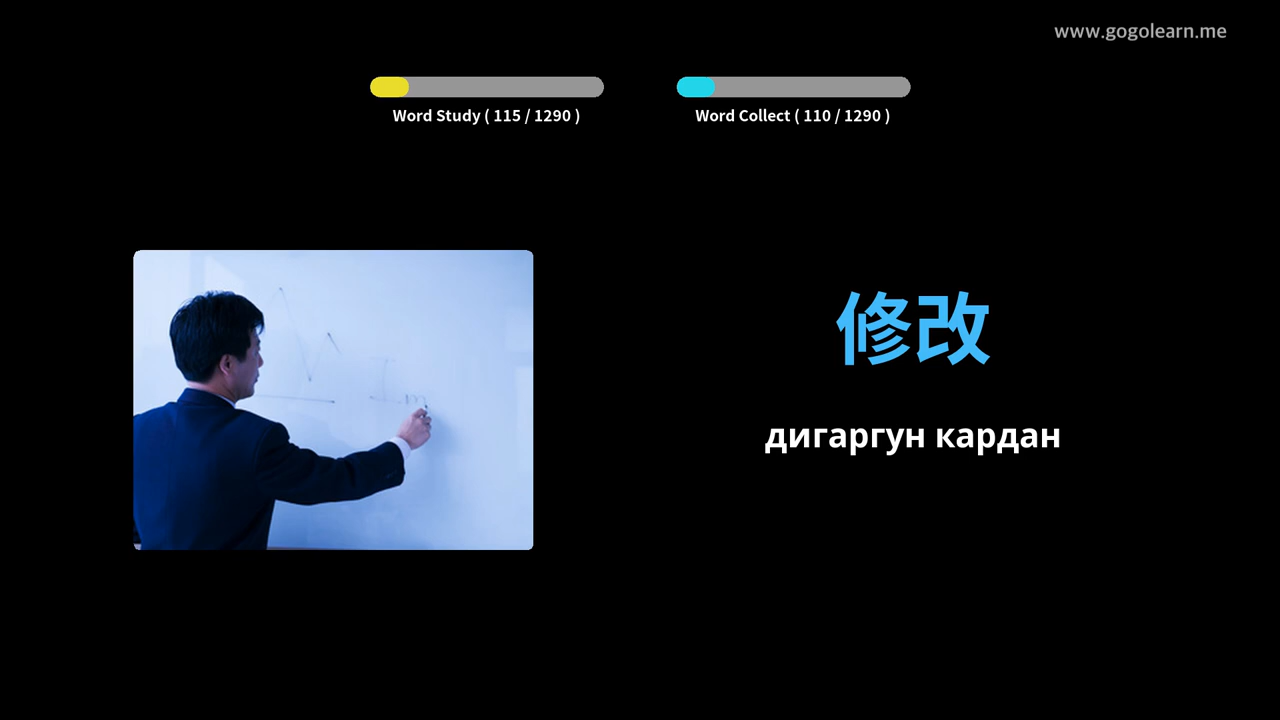 www.gogolearn.me
Word Study ( 115 / 1290 )
Word Collect ( 110 / 1290 )
修改
дигаргун кардан